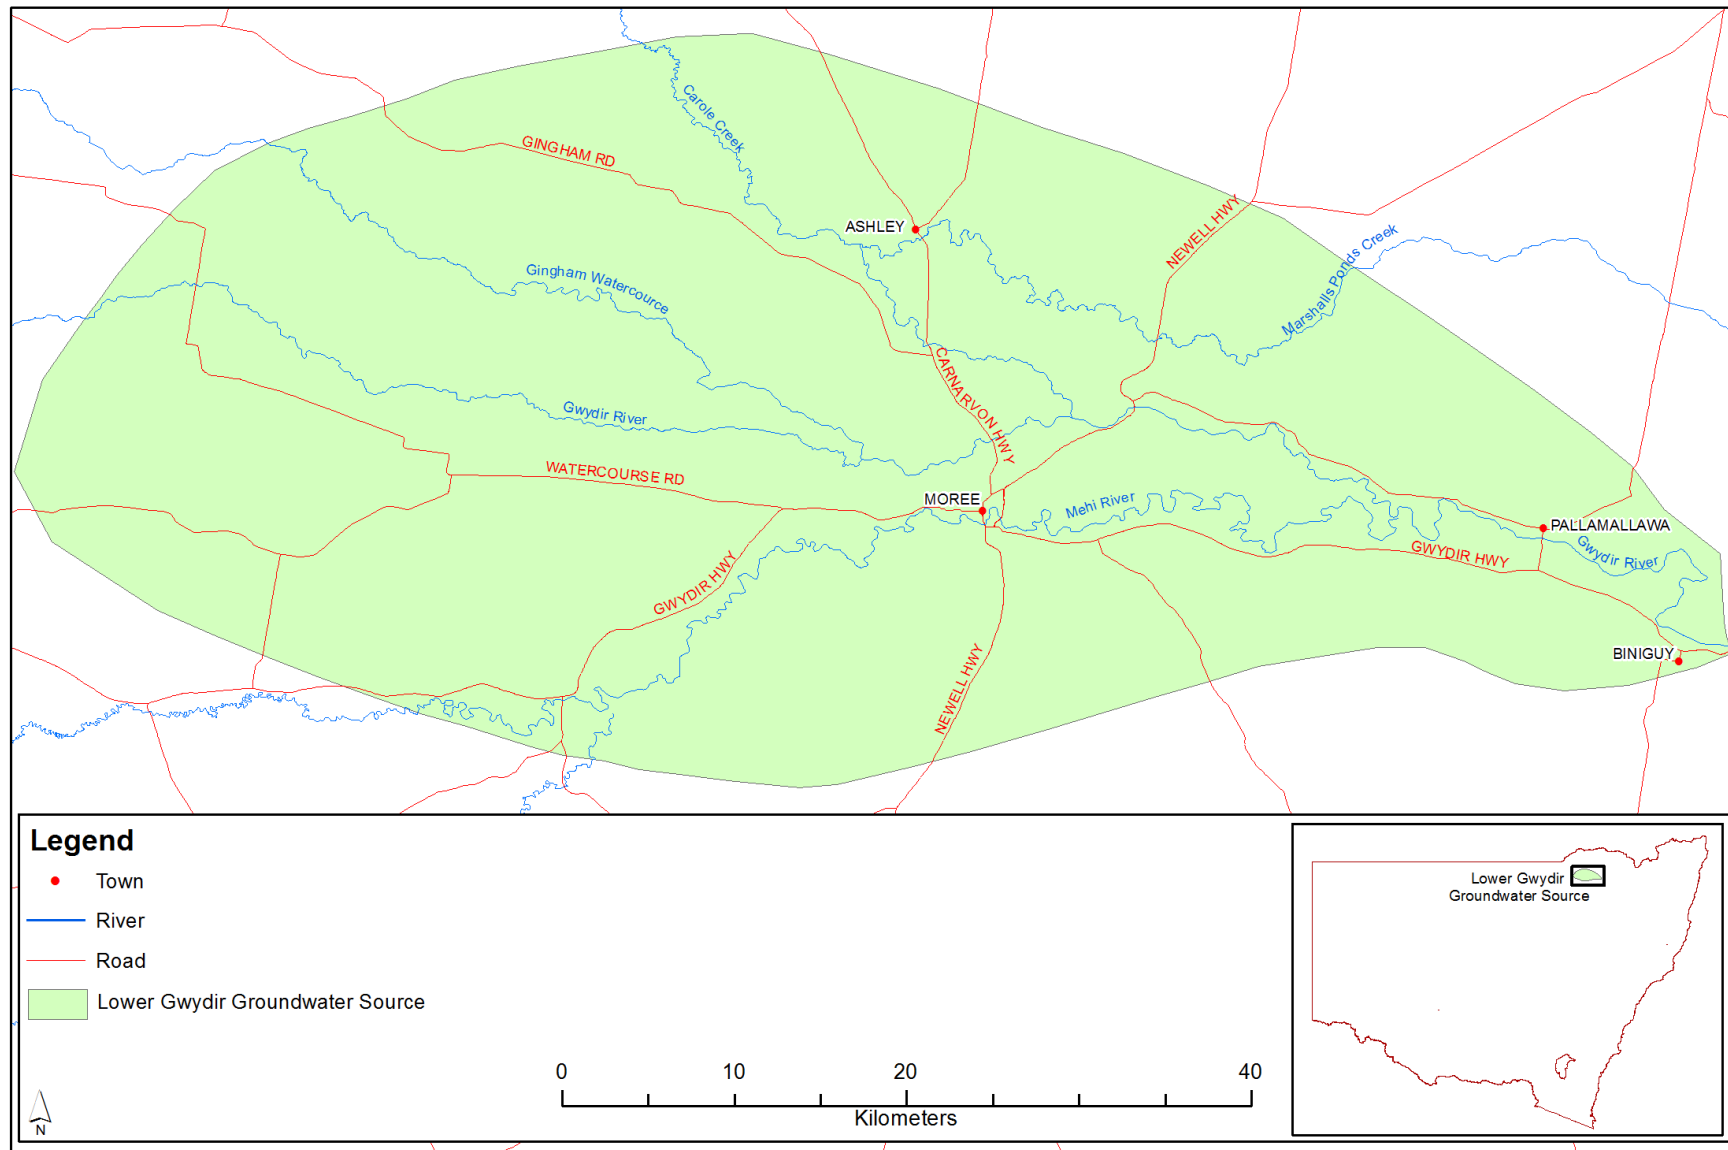 Carole Creek
GINGHAM RD
ASHLEY
NEWELL HWY
Marshalls Ponds Creek
Gingham Watercource
CARNARVON HWY
Gwydir River
WATERCOURSE RD
MOREE
Mehi River
PALLAMALLAWA
Gwydir River
GWYDIR HWY
GWYDIR HWY
BINIGUY
NEWELL HWY
Legend
Town
River
Road
Lower Gwydir Groundwater Source
0 10 20 40
Kilometers
N
Lower Gwydir
Groundwater Source